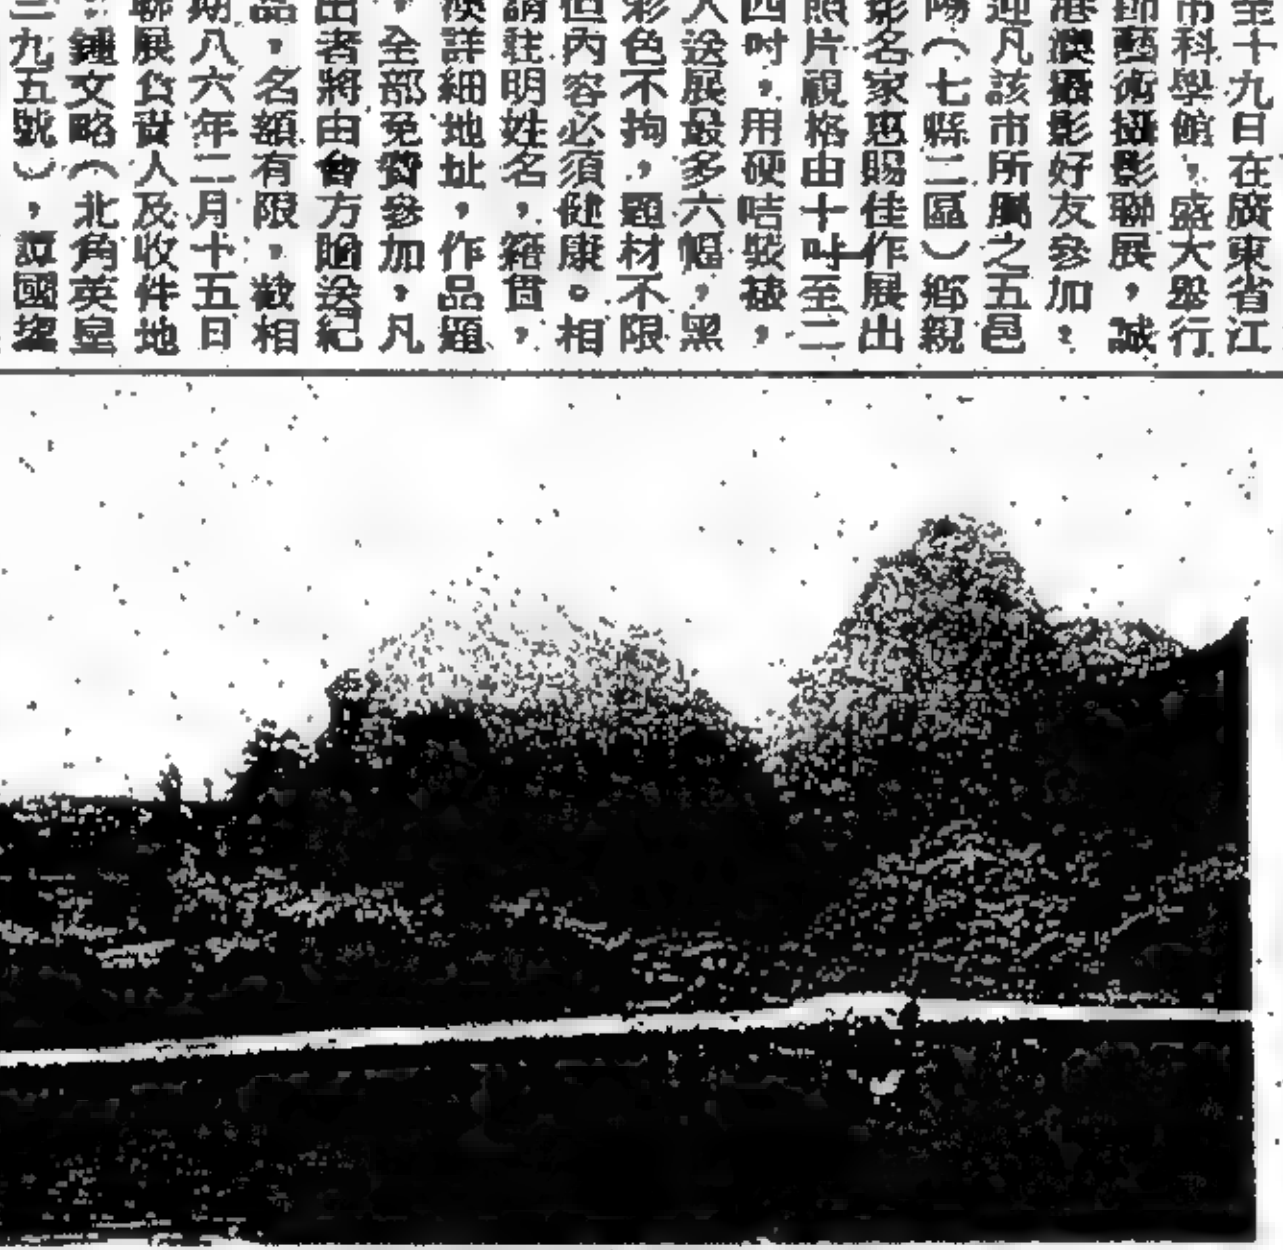 至十九日在廣東省江
市科學館，盛大舉行
節藝術攝影聯展，誠
港澳攝影好友參加，
迎凡該市所屬之五邑
陽（七縣二區）鄉親
影名家惠賜佳作展出
照片視格由十吋至二
四吋，用硬咭裝裱，
人送展最多六幅，黑
彩色不拘，題材不限
但內容必須健康。相
請註明姓名，籍貫，
澳詳細地址，作品題
，全部免費參加，凡
出者將由會方贈送紀
品，名額有限，
期八六年二月十五日
聯展負責人及收件地
：鍾文略（北角英皇
三九五號），譚國